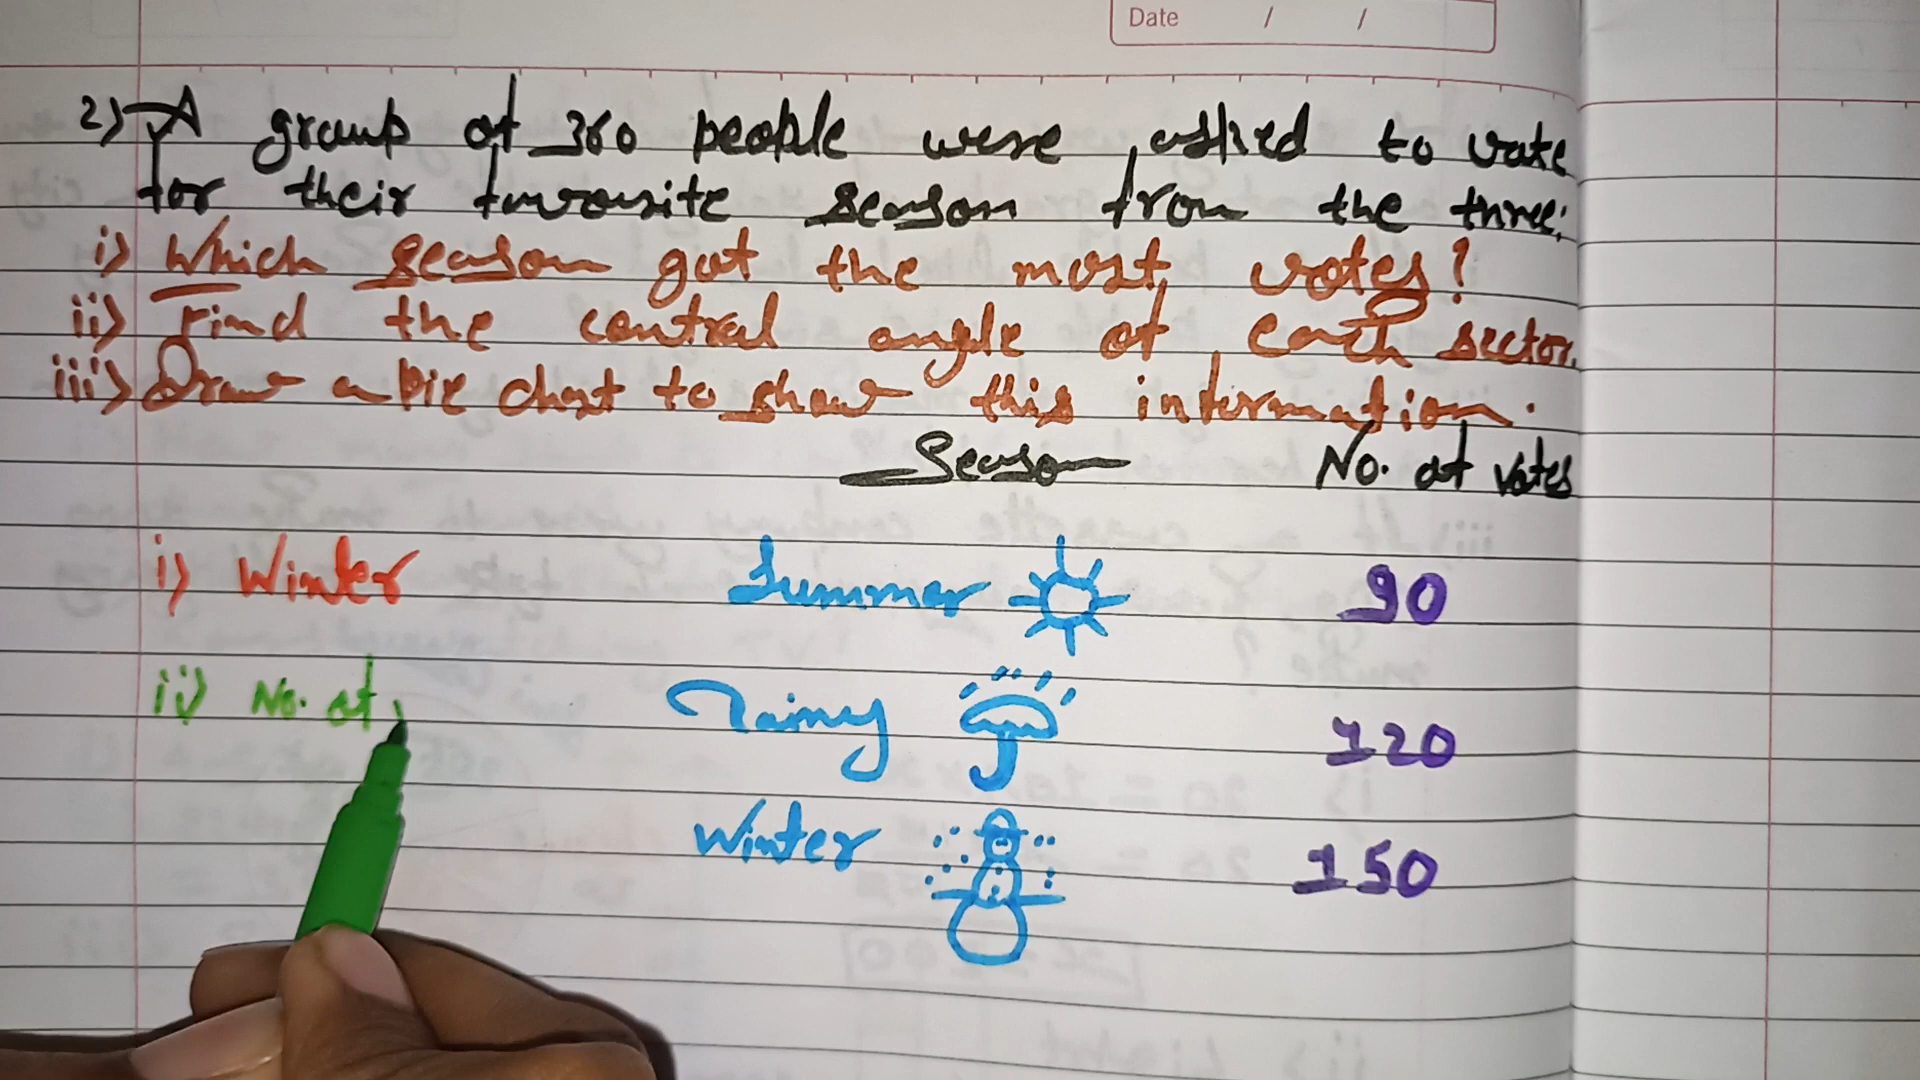 Date / /
2) A group of 360 people were asked to vote
for their favourite season from the three:
i) Which season got the most votes?
ii) Find the central angle of each sector.
iii) Draw a pie chart to show this information.
Season No. of votes
i) Winter Summer 90
ii) No. of Rainy 120
Winter 150